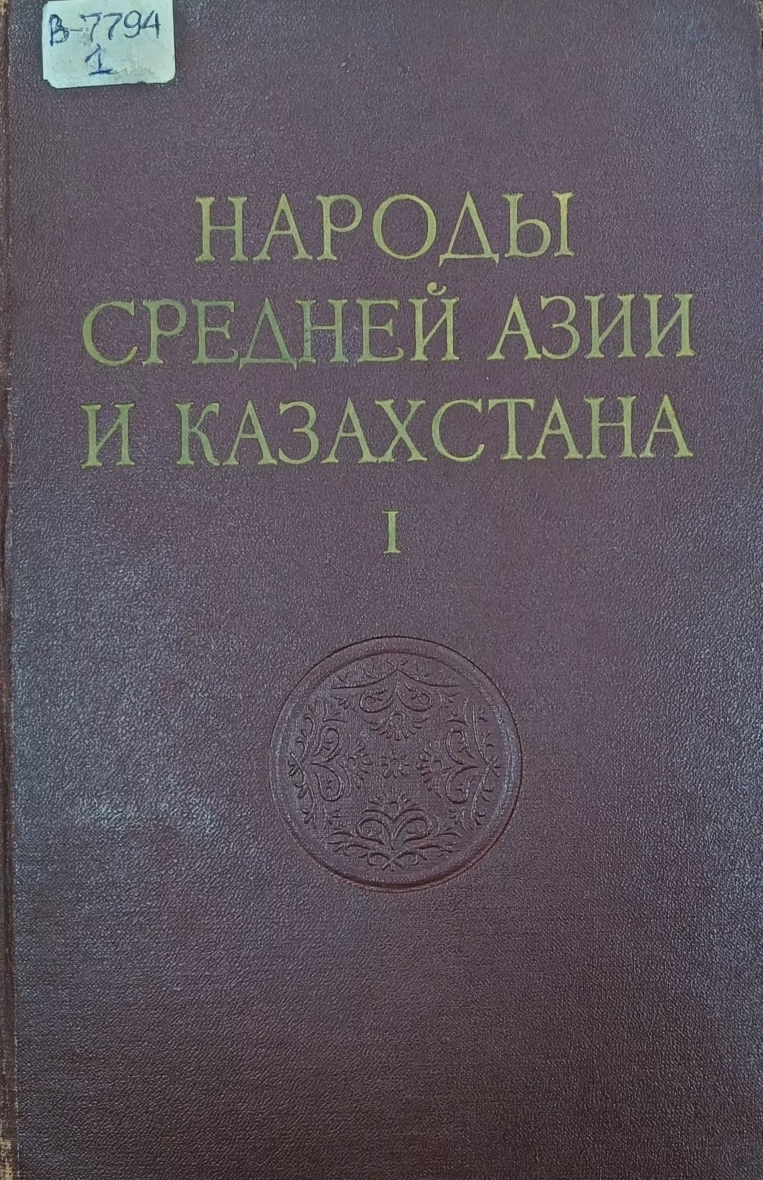 В-7794
1
НАРОДЫ
СРЕДНЕЙ АЗИИ
И КАЗАХСТАНА
I